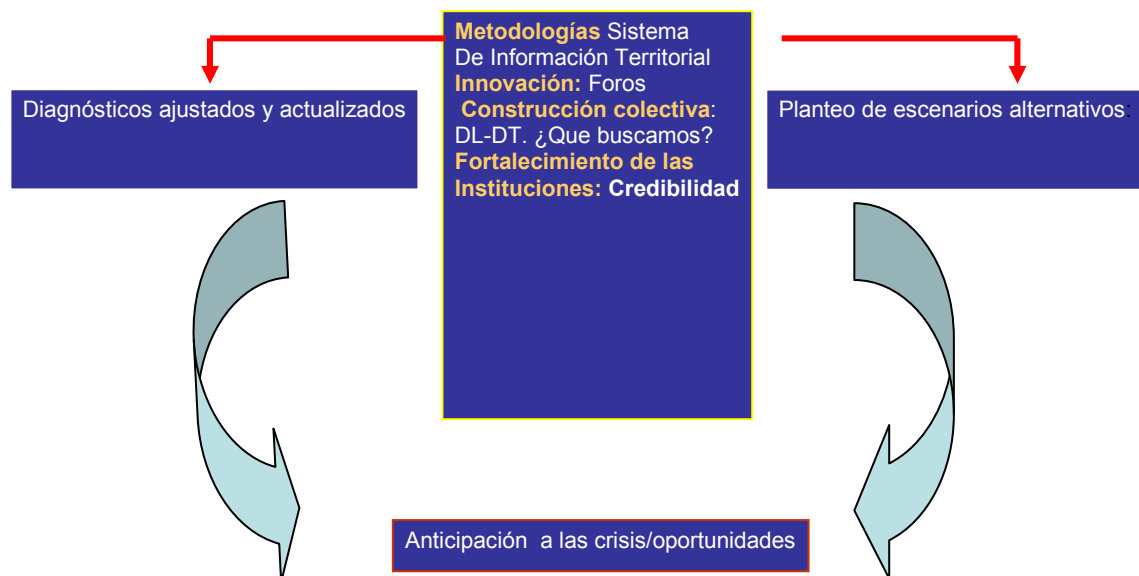 Metodologías Sistema
De Información Territorial
Innovación: Foros
Construcción colectiva:
DL-DT. ¿Que buscamos?
Fortalecimiento de las
Instituciones: Credibilidad
Diagnósticos ajustados y actualizados
Planteo de escenarios alternativos:
Anticipación a las crisis/oportunidades